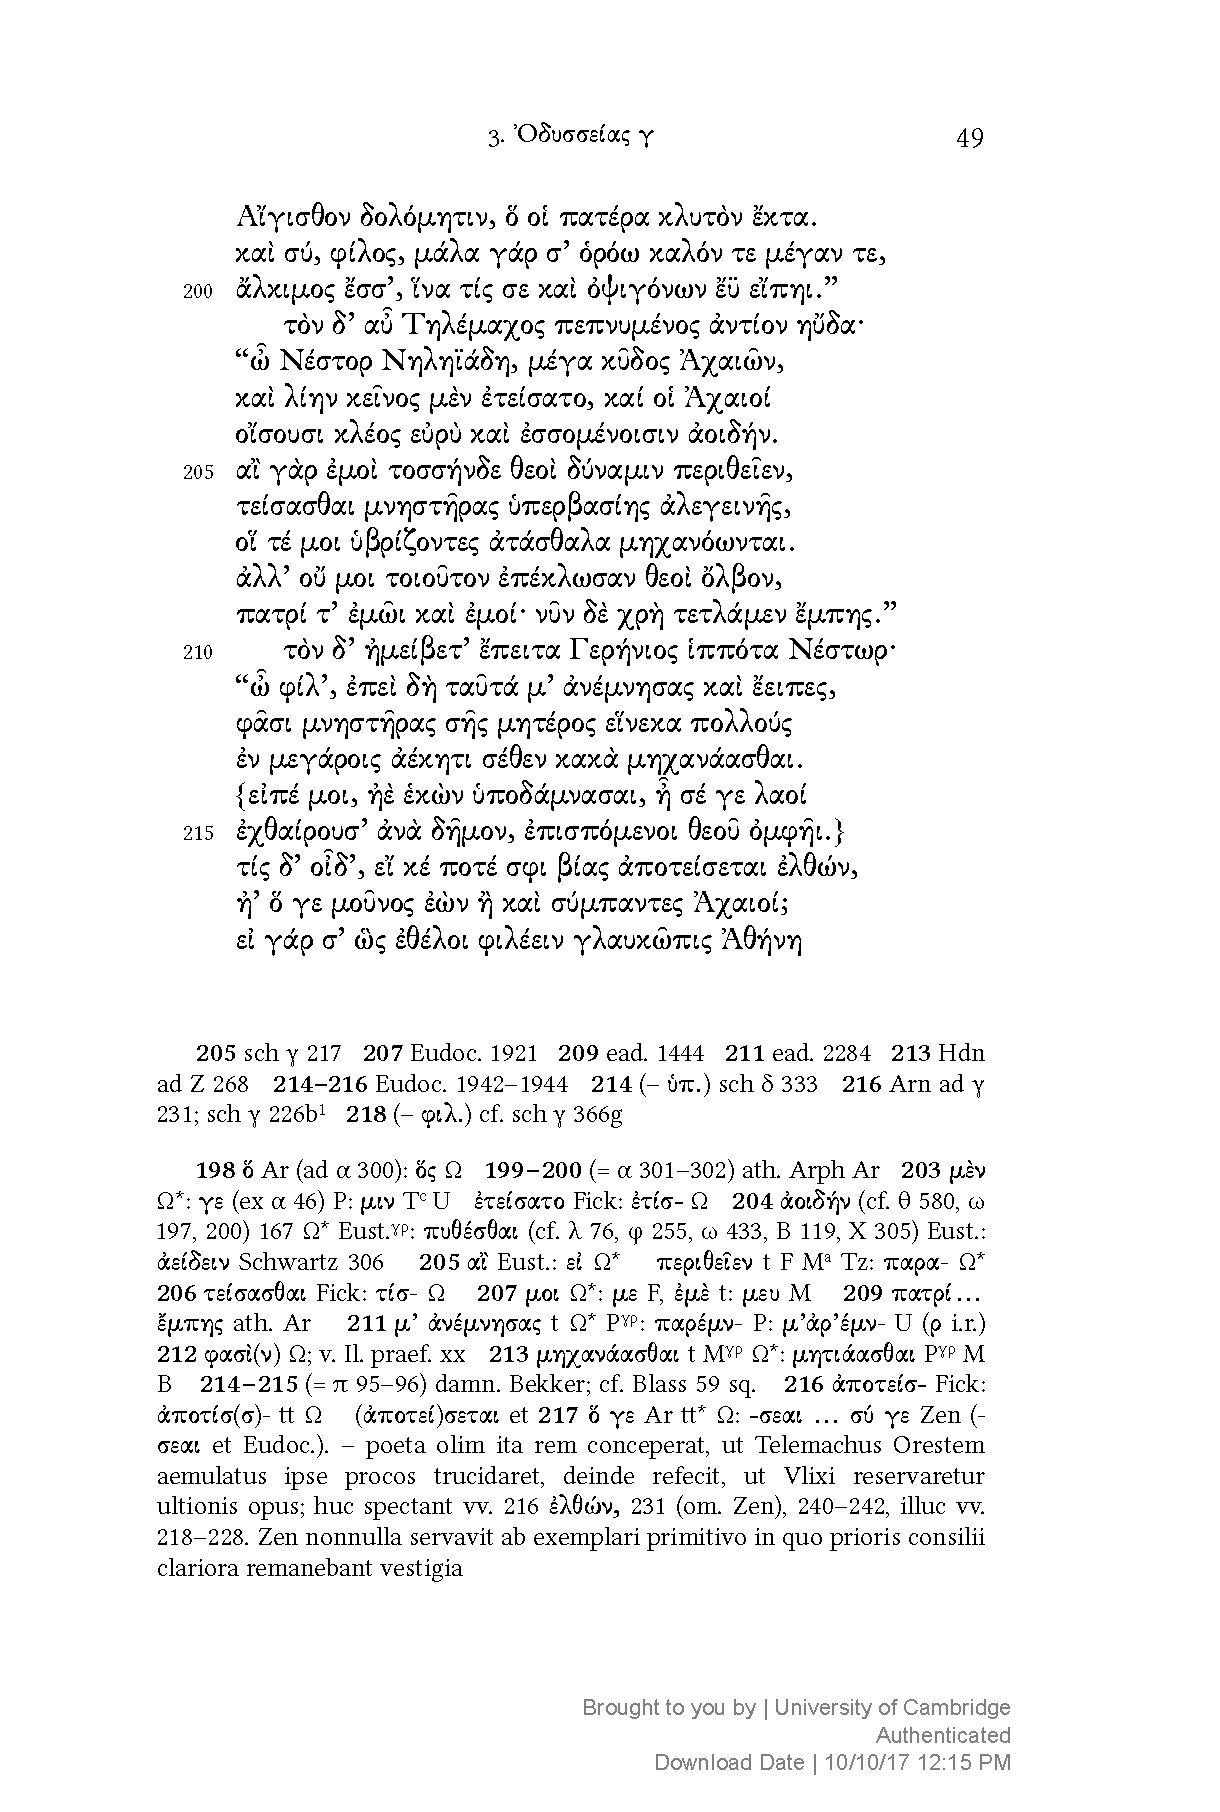 3. Ὀδυσσείας γ 49
Αἴγισθον δολόμητιν, ὅ οἱ πατέρα κλυτὸν ἔκτα.
καὶ σύ, φίλος, μάλα γάρ σ’ ὁρόω καλόν τε μέγαν τε,
200 ἄλκιμος ἔσσ’, ἵνα τίς σε καὶ ὀψιγόνων ἔϋ εἴπηι.”
τὸν δ’ αὖ Τηλέμαχος πεπνυμένος ἀντίον ηὔδα·
“ὦ Νέστορ Νηληϊάδη, μέγα κῦδος Ἀχαιῶν,
καὶ λίην κεῖνος μὲν ἐτείσατο, καί οἱ Ἀχαιοί
οἴσουσι κλέος εὐρὺ καὶ ἐσσομένοισιν ἀοιδήν.
205 αἲ γὰρ ἐμοὶ τοσσήνδε θεοὶ δύναμιν περιθεῖεν,
τείσασθαι μνηστῆρας ὑπερβασίης ἀλεγεινῆς,
οἵ τέ μοι ὑβρίζοντες ἀτάσθαλα μηχανόωνται.
ἀλλ’ οὔ μοι τοιοῦτον ἐπέκλωσαν θεοὶ ὄλβον,
πατρί τ’ ἐμῶι καὶ ἐμοί· νῦν δὲ χρὴ τετλάμεν ἔμπης.”
210 τὸν δ’ ἠμείβετ’ ἔπειτα Γερήνιος ἱππότα Νέστωρ·
“ὦ φίλ’, ἐπεὶ δὴ ταῦτά μ’ ἀνέμνησας καὶ ἔειπες,
φᾶσι μνηστῆρας σῆς μητέρος εἵνεκα πολλούς
ἐν μεγάροις ἀέκητι σέθεν κακὰ μηχανάασθαι.
{εἰπέ μοι, ἠὲ ἑκὼν ὑποδάμνασαι, ἦ σέ γε λαοί
215 ἐχθαίρουσ’ ἀνὰ δῆμον, ἐπισπόμενοι θεοῦ ὀμφῆι.}
τίς δ’ οἶδ’, εἴ κέ ποτέ σφι βίας ἀποτείσεται ἐλθών,
ἠ’ ὅ γε μοῦνος ἐὼν ἢ καὶ σύμπαντες Ἀχαιοί;
εἰ γάρ σ’ ὣς ἐθέλοι φιλέειν γλαυκῶπις Ἀθήνη
205 sch γ 217 207 Eudoc. 1921 209 ead. 1444 211 ead. 2284 213 Hdn
ad Z 268 214–216 Eudoc. 1942–1944 214 (– ὑπ.) sch δ 333 216 Arn ad γ
231; sch γ 226b¹ 218 (– φιλ.) cf. sch γ 366g
198 ὅ Ar (ad α 300): ὅς Ω 199–200 (= α 301–302) ath. Arph Ar 203 μὲν
Ω*: γε (ex α 46) P: μιν Tᶜ U ἐτείσατο Fick: ἐτίσ- Ω 204 ἀοιδήν (cf. θ 580, ω
197, 200) 167 Ω* Eust.ᵞᵖ: πυθέσθαι (cf. λ 76, φ 255, ω 433, B 119, X 305) Eust.:
ἀείδειν Schwartz 306 205 αἲ Eust.: εἰ Ω* περιθεῖεν t F Mᵃ Tz: παρα- Ω*
206 τείσασθαι Fick: τίσ- Ω 207 μοι Ω*: με F, ἐμὲ t: μευ M 209 πατρί…
ἔμπης ath. Ar 211 μ’ ἀνέμνησας t Ω* Pᵞᵖ: παρέμν- P: μ’ἀρ’έμν- U (ρ i.r.)
212 φασὶ(ν) Ω; v. Il. praef. xx 213 μηχανάασθαι t Mᵞᵖ Ω*: μητιάασθαι Pᵞᵖ M
B 214–215 (= π 95–96) damn. Bekker; cf. Blass 59 sq. 216 ἀποτείσ- Fick:
ἀποτίσ(σ)- tt Ω (ἀποτεί)σεται et 217 ὅ γε Ar tt* Ω: -σεαι … σύ γε Zen (-
σεαι et Eudoc.). – poeta olim ita rem conceperat, ut Telemachus Orestem
aemulatus ipse procos trucidaret, deinde refecit, ut Vlixi reservaretur
ultionis opus; huc spectant vv. 216 ἐλθών, 231 (om. Zen), 240–242, illuc vv.
218–228. Zen nonnulla servavit ab exemplari primitivo in quo prioris consilii
clariora remanebant vestigia
Brought to you by | University of Cambridge
Authenticated
Download Date | 10/10/17 12:15 PM